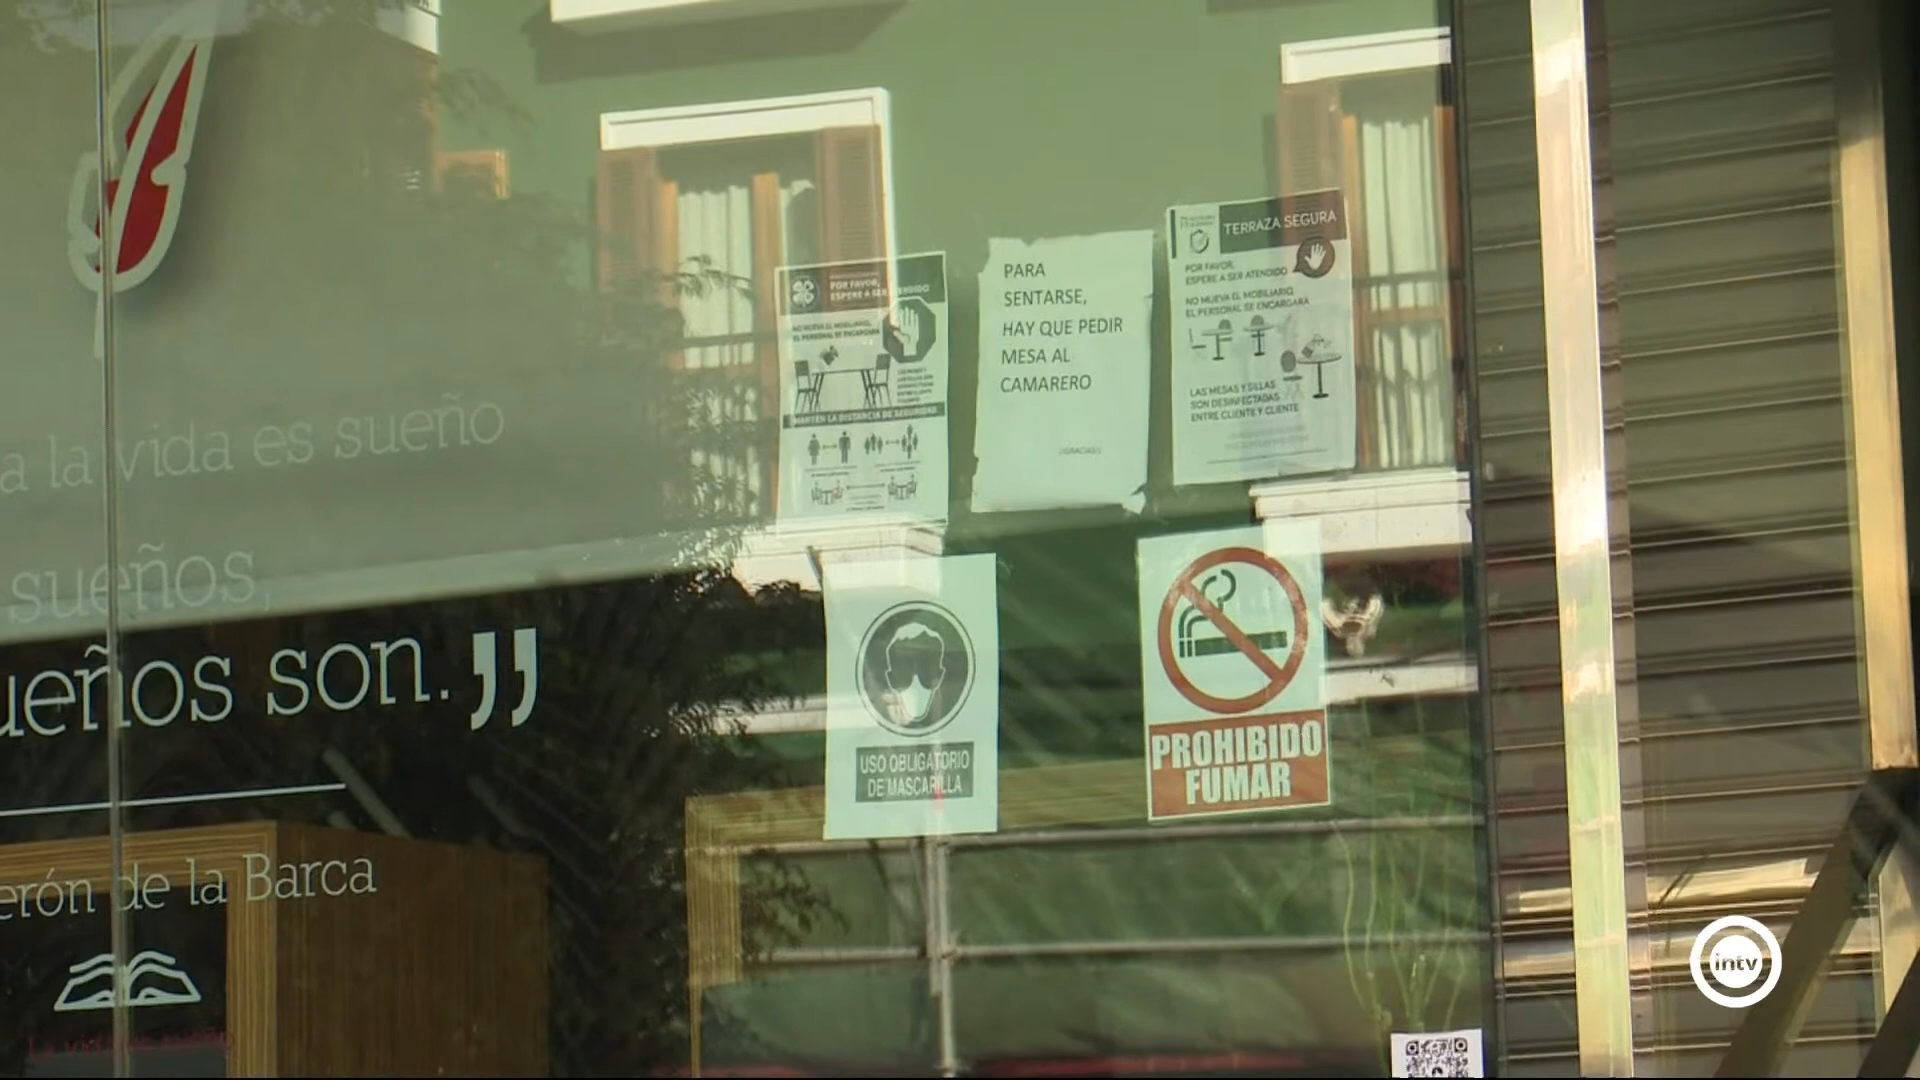 a la vida es sueño
sueños,
ueños son.”
erón de la Barca
POR FAVOR,
ESPERE A SER ATENDIDO
NO MUEVA EL MOBILIARIO,
EL PERSONAL SE ENCARGARÁ
MANTÉN LA DISTANCIA DE SEGURIDAD
PARA
SENTARSE,
HAY QUE PEDIR
MESA AL
CAMARERO
¡GRACIAS!
TERRAZA SEGURA
POR FAVOR,
ESPERE A SER ATENDIDO
NO MUEVA EL MOBILIARIO,
EL PERSONAL SE ENCARGARÁ
LAS MESAS Y SILLAS
SON DESINFECTADAS
ENTRE CLIENTE Y CLIENTE
USO OBLIGATORIO
DE MASCARILLA
PROHIBIDO
FUMAR
intv